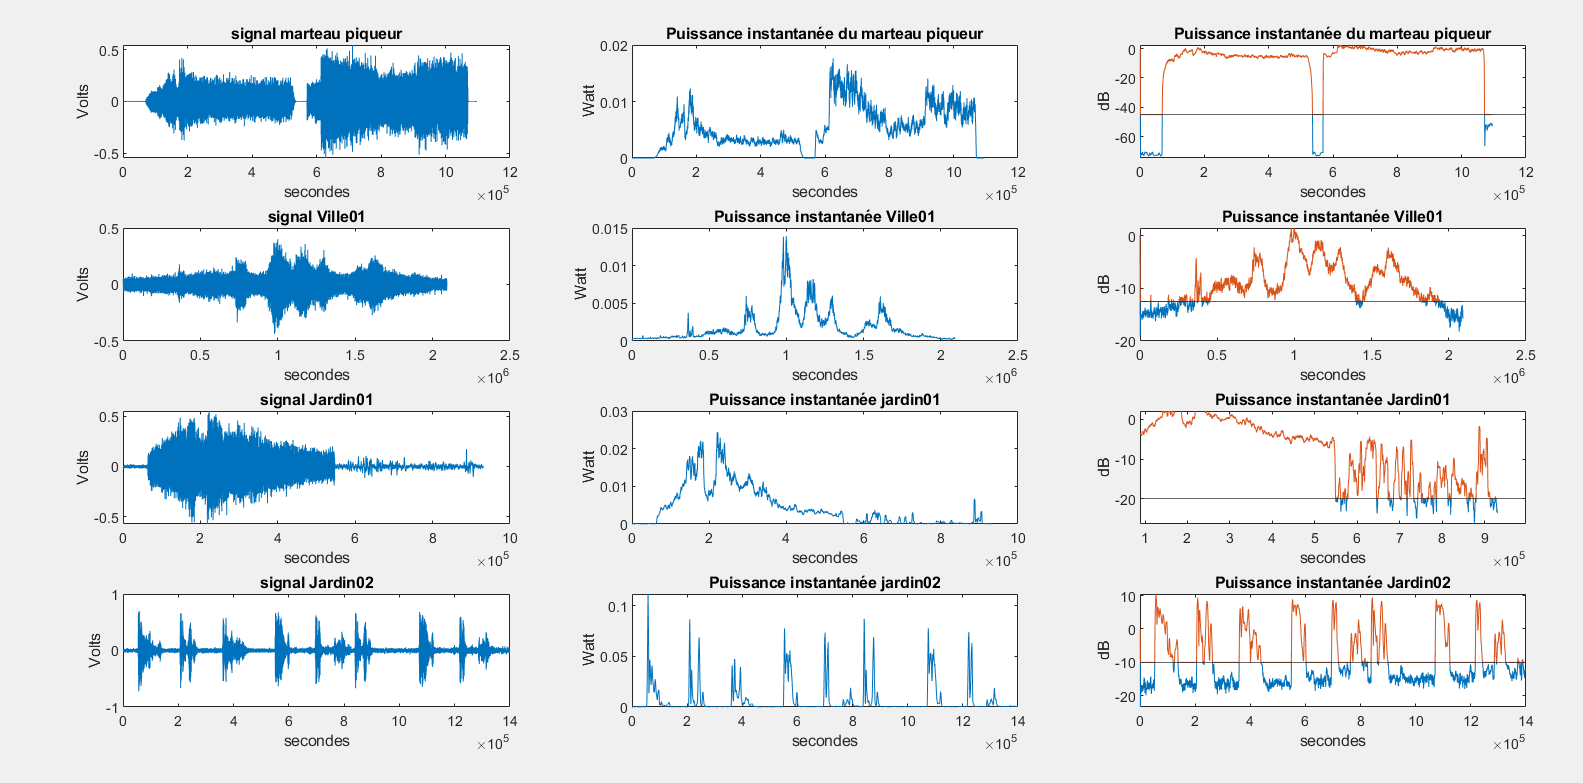 signal marteau piqueur
0.5
0
-0.5
Volts
0 2 4 6 8 10 12
secondes
×10^5
Puissance instantanée du marteau piqueur
0.02
0.01
0
Watt
0 2 4 6 8 10 12
secondes
×10^5
Puissance instantanée du marteau piqueur
0
-20
-40
-60
dB
0 2 4 6 8 10 12
secondes
×10^5
signal Ville01
0.5
0
-0.5
Volts
0 0.5 1 1.5 2 2.5
secondes
×10^6
Puissance instantanée Ville01
0.015
0.01
0.005
0
Watt
0 0.5 1 1.5 2 2.5
secondes
×10^6
Puissance instantanée Ville01
0
-10
-20
dB
0 0.5 1 1.5 2 2.5
secondes
×10^6
signal Jardin01
0.5
0
-0.5
Volts
0 2 4 6 8 10
secondes
×10^5
Puissance instantanée jardin01
0.03
0.02
0.01
0
Watt
0 2 4 6 8 10
secondes
×10^5
Puissance instantanée Jardin01
0
-10
-20
dB
1 2 3 4 5 6 7 8 9
secondes
×10^5
signal Jardin02
1
0
-1
Volts
0 2 4 6 8 10 12 14
secondes
×10^5
Puissance instantanée jardin02
0.1
0.05
0
Watt
0 2 4 6 8 10 12 14
secondes
×10^5
Puissance instantanée Jardin02
10
0
-10
-20
dB
0 2 4 6 8 10 12 14
secondes
×10^5